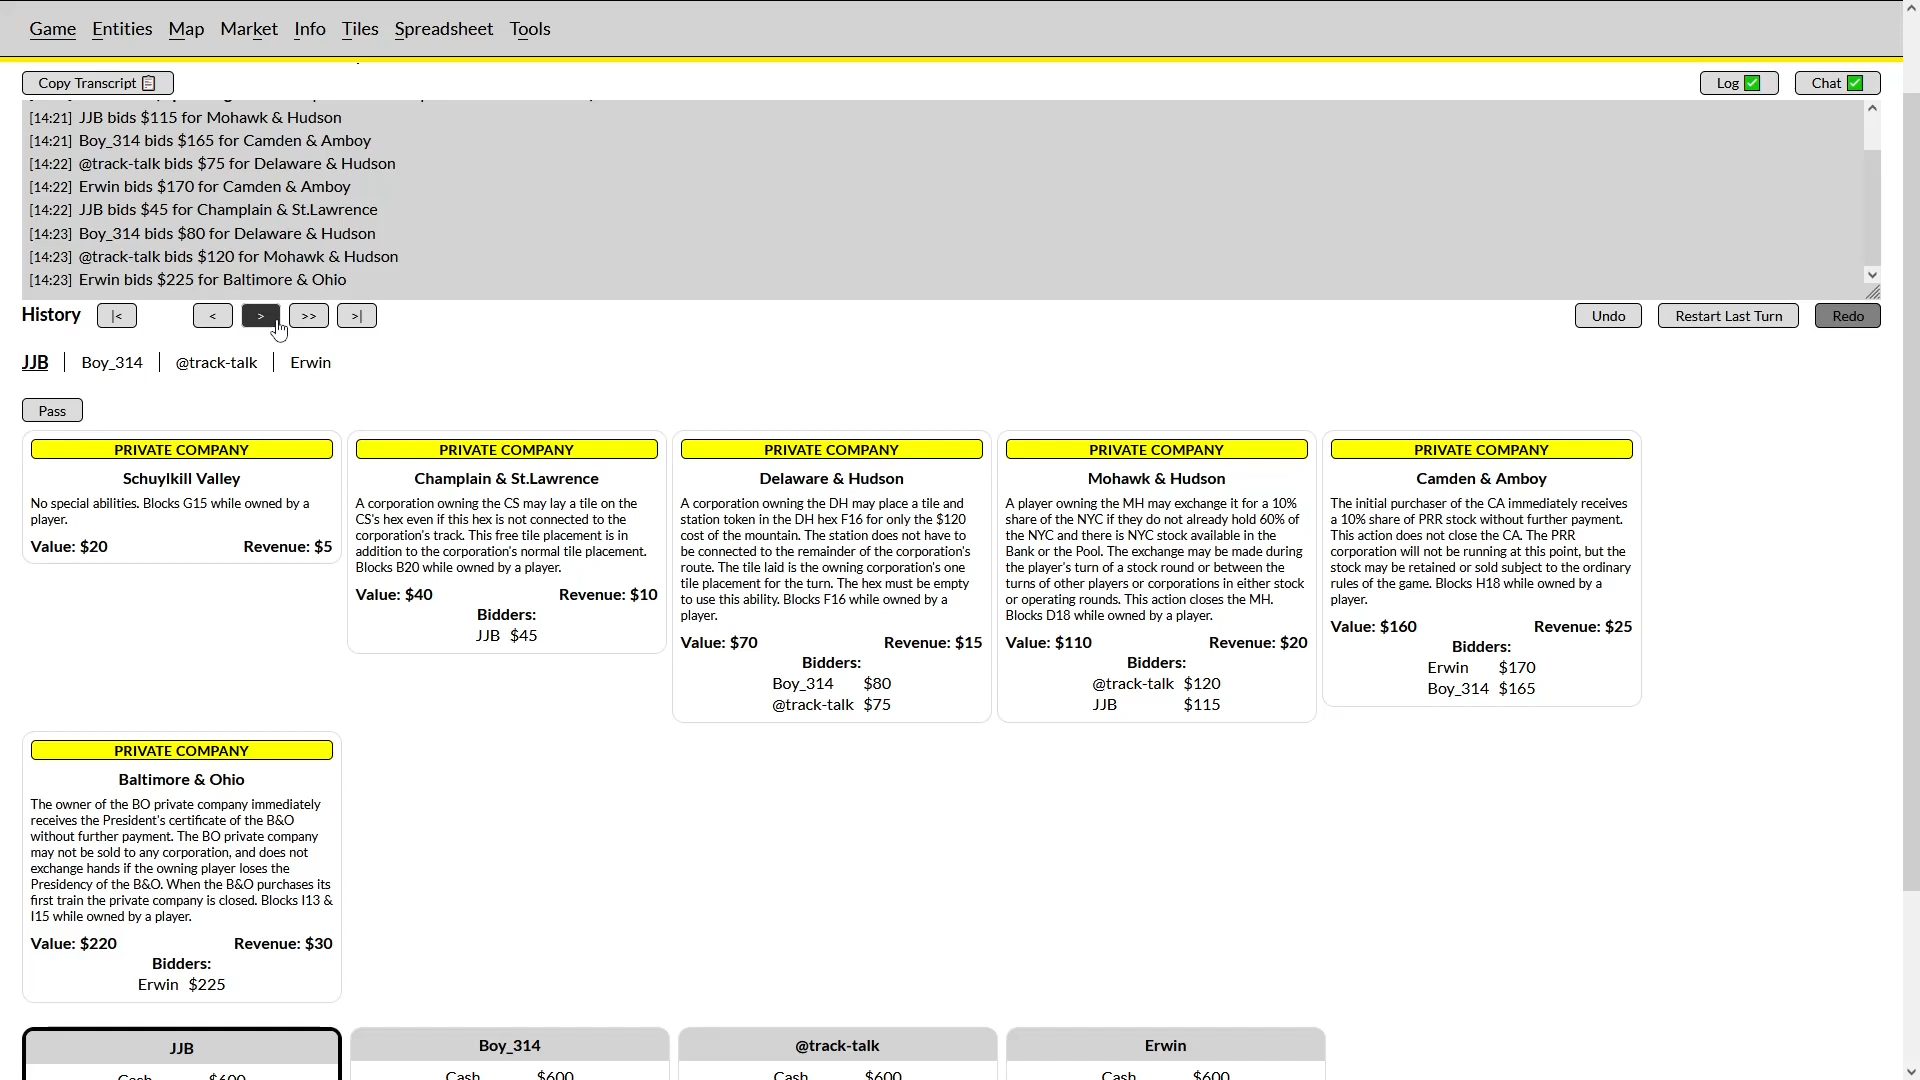 Game Entities Map Market Info Tiles Spreadsheet Tools
Copy Transcript
Log
Chat
[14:21] JJB bids $115 for Mohawk & Hudson
[14:21] Boy_314 bids $165 for Camden & Amboy
[14:22] @track-talk bids $75 for Delaware & Hudson
[14:22] Erwin bids $170 for Camden & Amboy
[14:22] JJB bids $45 for Champlain & St.Lawrence
[14:23] Boy_314 bids $80 for Delaware & Hudson
[14:23] @track-talk bids $120 for Mohawk & Hudson
[14:23] Erwin bids $225 for Baltimore & Ohio
History |< < > >> >|
Undo Restart Last Turn Redo
JJB Boy_314 @track-talk Erwin
Pass
PRIVATE COMPANY
Schuylkill Valley
No special abilities. Blocks G15 while owned by a
player.
Value: $20 Revenue: $5
PRIVATE COMPANY
Champlain & St.Lawrence
A corporation owning the CS may lay a tile on the
CS's hex even if this hex is not connected to the
corporation's track. This free tile placement is in
addition to the corporation's normal tile placement.
Blocks B20 while owned by a player.
Value: $40 Revenue: $10
Bidders:
JJB $45
PRIVATE COMPANY
Delaware & Hudson
A corporation owning the DH may place a tile and
station token in the DH hex F16 for only the $120
cost of the mountain. The station does not have to
be connected to the remainder of the corporation's
route. The tile laid is the owning corporation's one
tile placement for the turn. The hex must be empty
to use this ability. Blocks F16 while owned by a
player.
Value: $70 Revenue: $15
Bidders:
Boy_314 $80
@track-talk $75
PRIVATE COMPANY
Mohawk & Hudson
A player owning the MH may exchange it for a 10%
share of the NYC if they do not already hold 60% of
the NYC and there is NYC stock available in the
Bank or the Pool. The exchange may be made during
the player's turn of a stock round or between the
turns of other players or corporations in either stock
or operating rounds. This action closes the MH.
Blocks D18 while owned by a player.
Value: $110 Revenue: $20
Bidders:
@track-talk $120
JJB $115
PRIVATE COMPANY
Camden & Amboy
The initial purchaser of the CA immediately receives
a 10% share of PRR stock without further payment.
This action does not close the CA. The PRR
corporation will not be running at this point, but the
stock may be retained or sold subject to the ordinary
rules of the game. Blocks H18 while owned by a
player.
Value: $160 Revenue: $25
Bidders:
Erwin $170
Boy_314 $165
PRIVATE COMPANY
Baltimore & Ohio
The owner of the BO private company immediately
receives the President's certificate of the B&O
without further payment. The BO private company
may not be sold to any corporation, and does not
exchange hands if the owning player loses the
Presidency of the B&O. When the B&O purchases its
first train the private company is closed. Blocks I13 &
I15 while owned by a player.
Value: $220 Revenue: $30
Bidders:
Erwin $225
JJB
Cash $600
Boy_314
Cash $600
@track-talk
Cash $600
Erwin
Cash $600